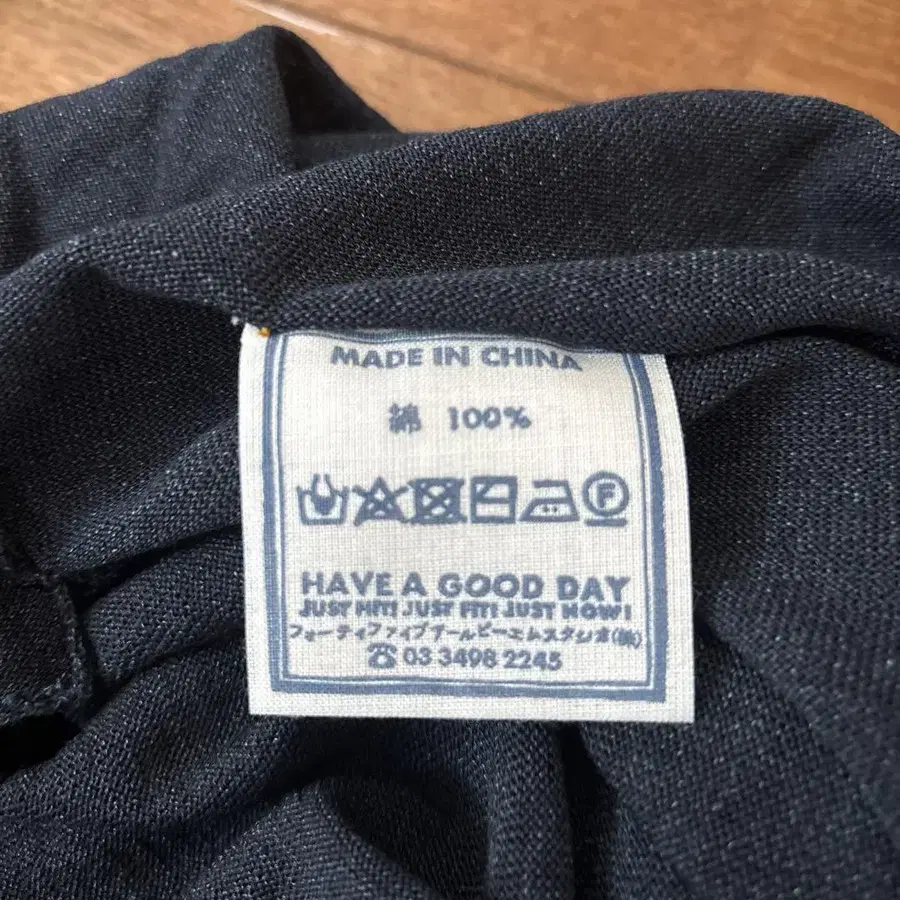 MADE IN CHINA
綿 100%
F
HAVE A GOOD DAY
JUST HIT! JUST FIT! JUST NOW!
フォーティファイブアールピーエムスタジオ(株)
☎ 03 3498 2245